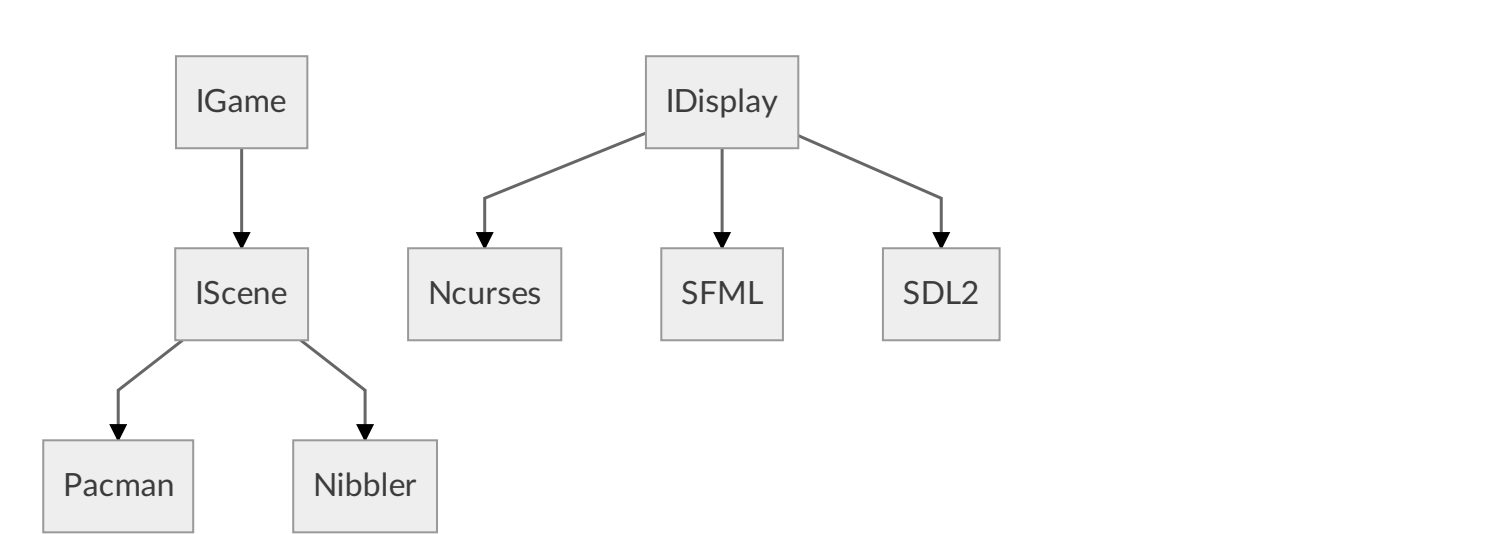 IGame
IDisplay
IScene
Ncurses
SFML
SDL2
Pacman
Nibbler